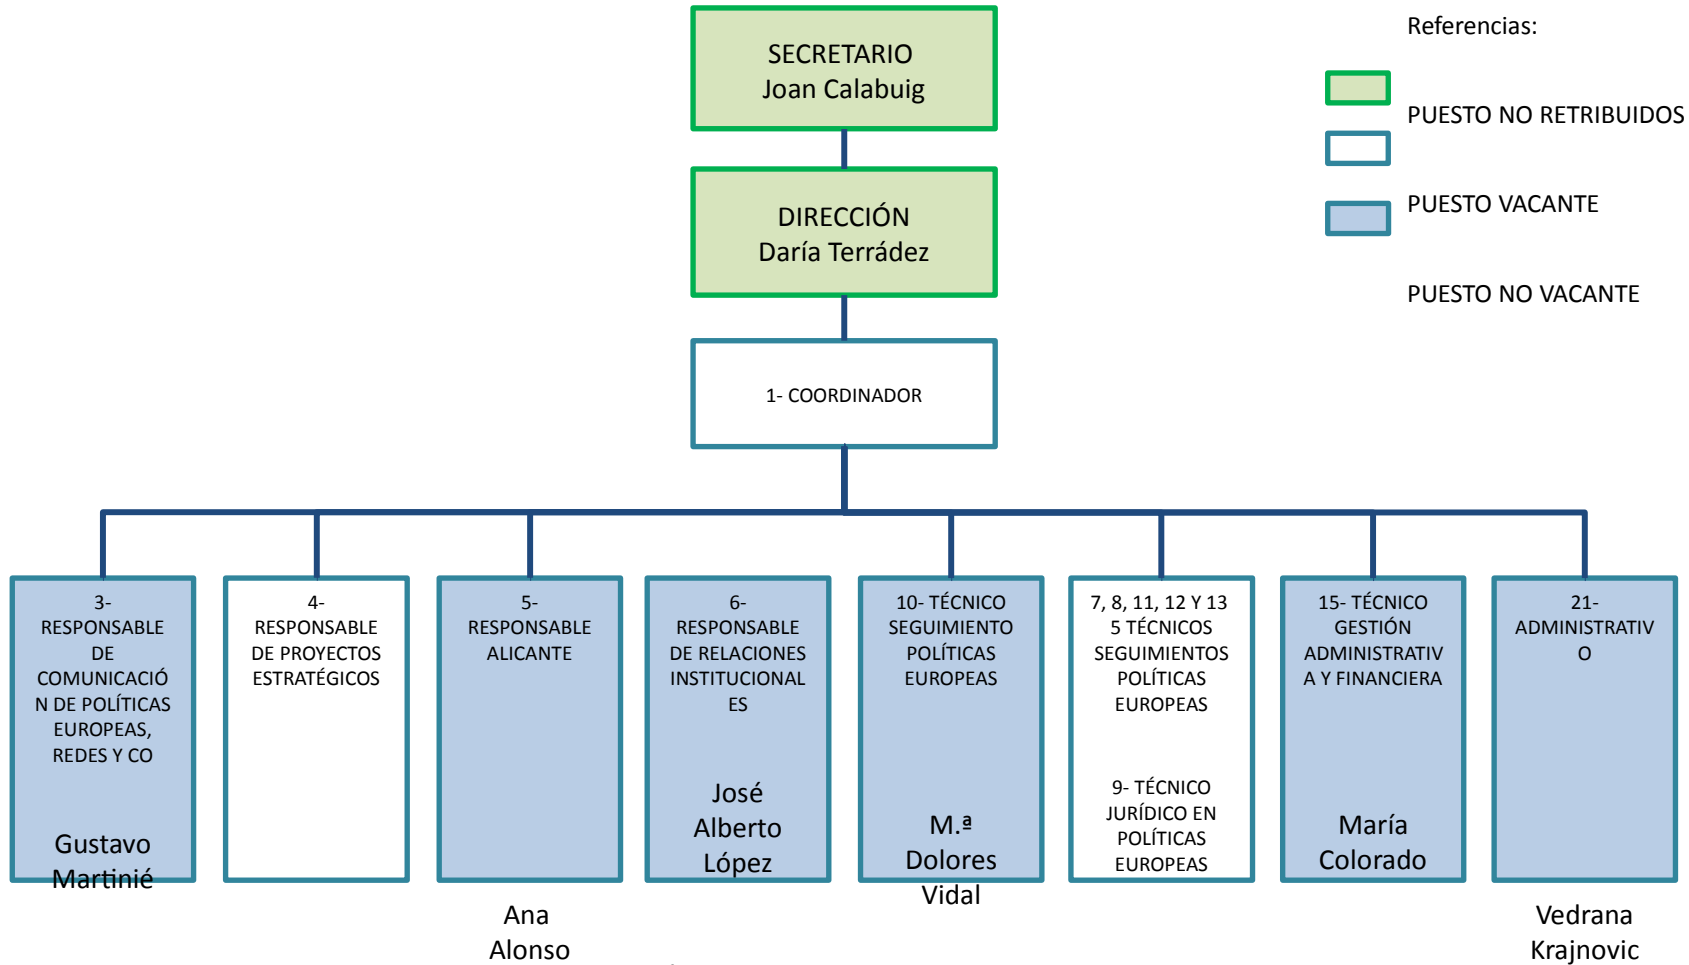 SECRETARIO
Joan Calabuig
Referencias:
PUESTO NO RETRIBUIDOS
PUESTO VACANTE
PUESTO NO VACANTE
DIRECCIÓN
Daría Terrádez
1- COORDINADOR
3-
RESPONSABLE
DE
COMUNICACIÓ
N DE POLÍTICAS
EUROPEAS,
REDES Y CO
Gustavo
Martinié
4-
RESPONSABLE
DE PROYECTOS
ESTRATÉGICOS
5-
RESPONSABLE
ALICANTE
Ana
Alonso
6-
RESPONSABLE
DE RELACIONES
INSTITUCIONAL
ES
José
Alberto
López
10- TÉCNICO
SEGUIMIENTO
POLÍTICAS
EUROPEAS
M.ª
Dolores
Vidal
7, 8, 11, 12 Y 13
5 TÉCNICOS
SEGUIMIENTOS
POLÍTICAS
EUROPEAS
9- TÉCNICO
JURÍDICO EN
POLÍTICAS
EUROPEAS
15- TÉCNICO
GESTIÓN
ADMINISTRATIV
A Y FINANCIERA
María
Colorado
21-
ADMINISTRATIV
O
Vedrana
Krajnovic